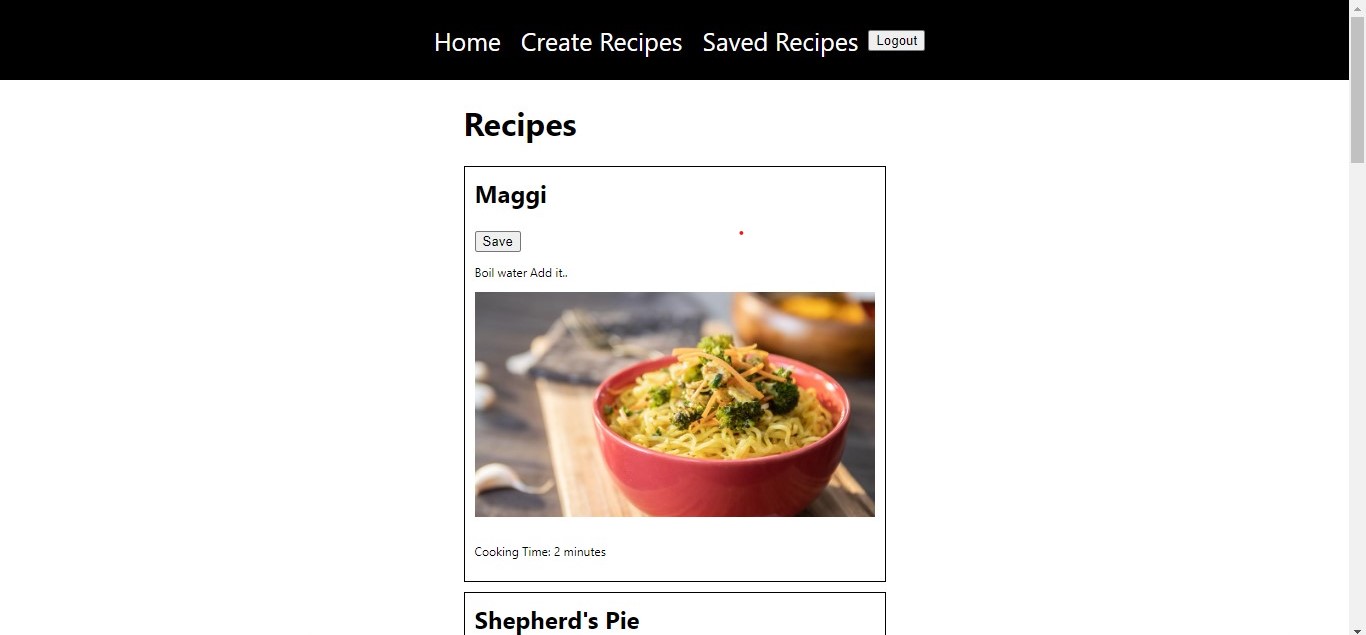 Home Create Recipes Saved Recipes Logout
Recipes
Maggi
Save
Boil water Add it..
Cooking Time: 2 minutes
Shepherd's Pie